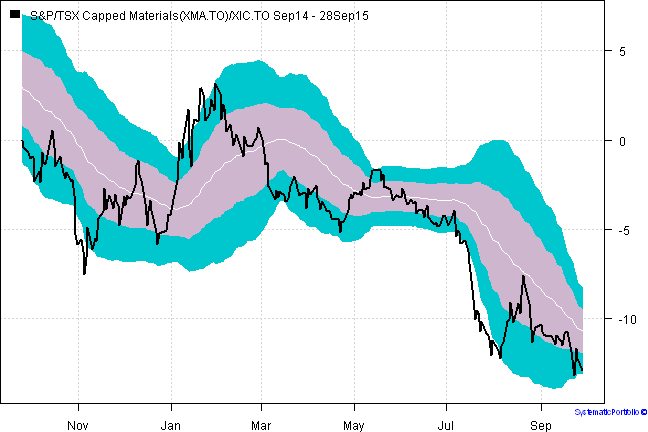 S&P/TSX Capped Materials(XMA.TO)/XIC.TO Sep14 - 28Sep15
5
0
-5
-10
Nov Jan Mar May Jul Sep
SystematicPortfolio ©